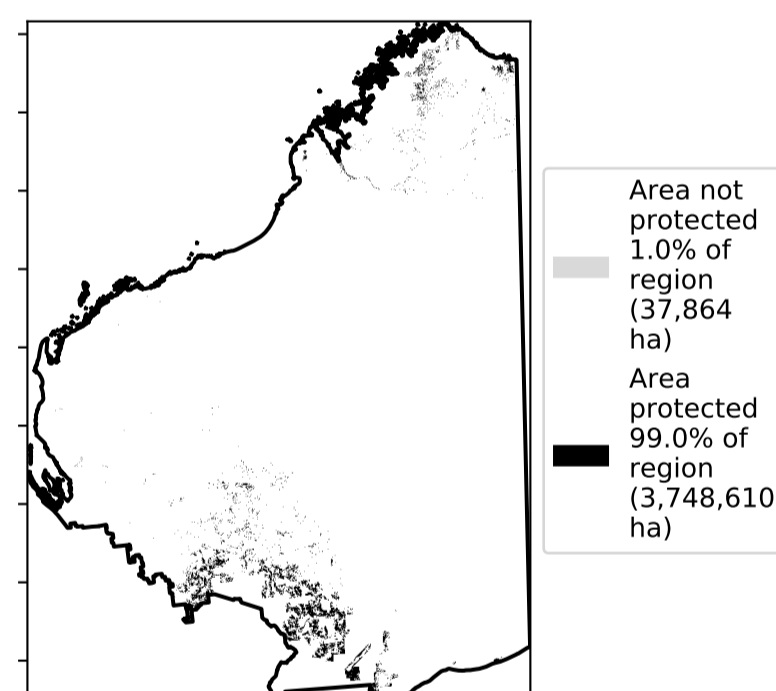 Area not
protected
1.0% of
region
(37,864
ha)
Area
protected
99.0% of
region
(3,748,610
ha)